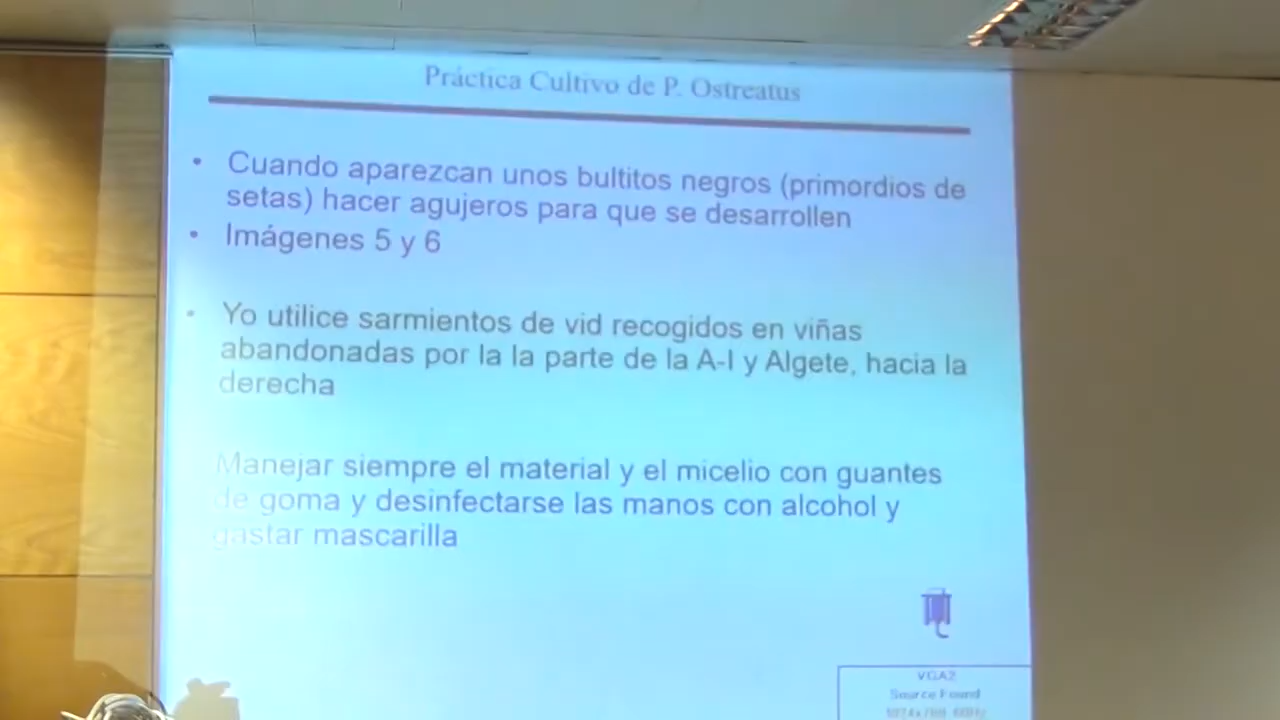 Práctica Cultivo de P. Ostreatus
• Cuando aparezcan unos bultitos negros (primordios de
setas) hacer agujeros para que se desarrollen
• Imágenes 5 y 6
• Yo utilice sarmientos de vid recogidos en viñas
abandonadas por la la parte de la A-I y Algete, hacia la
derecha
Manejar siempre el material y el micelio con guantes
de goma y desinfectarse las manos con alcohol y
gastar mascarilla
VGA2
Source Found